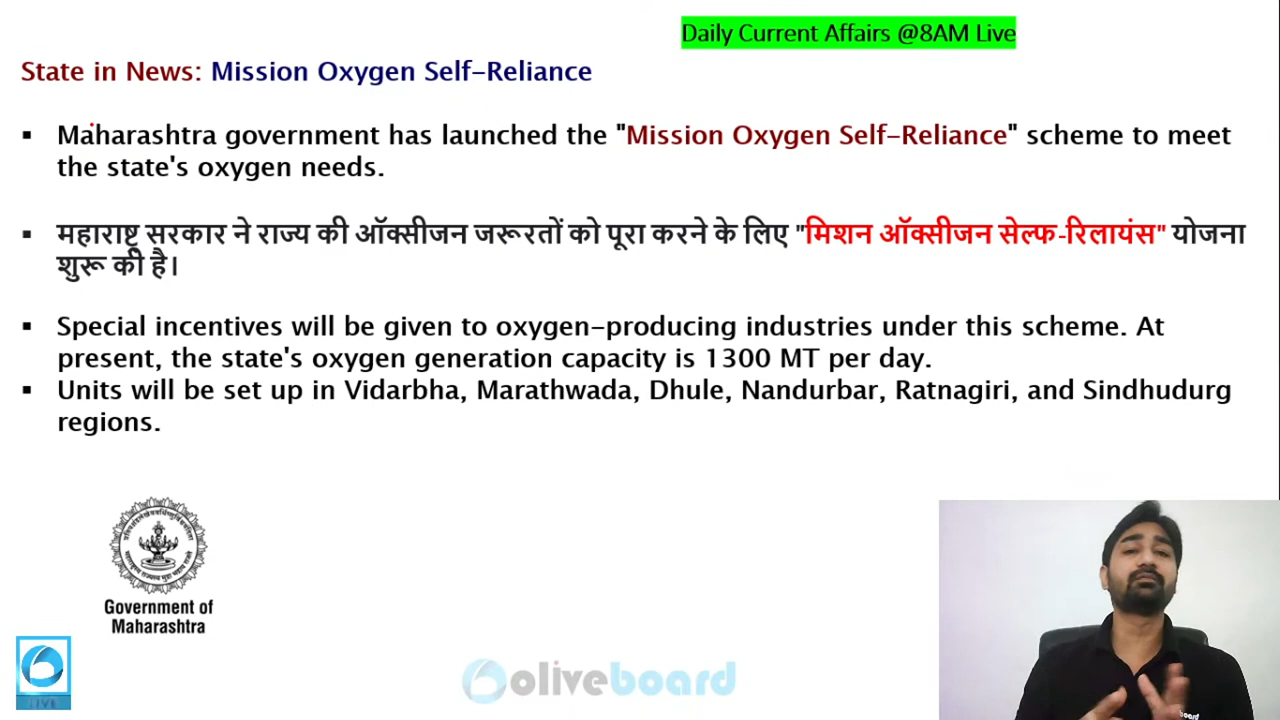 Daily Current Affairs @8AM Live
State in News: Mission Oxygen Self-Reliance
▪ Maharashtra government has launched the "Mission Oxygen Self-Reliance" scheme to meet
the state's oxygen needs.
▪ महाराष्ट्र सरकार ने राज्य की ऑक्सीजन जरूरतों को पूरा करने के लिए "मिशन ऑक्सीजन सेल्फ-रिलायंस" योजना
शुरू की है।
▪ Special incentives will be given to oxygen-producing industries under this scheme. At
present, the state's oxygen generation capacity is 1300 MT per day.
▪ Units will be set up in Vidarbha, Marathwada, Dhule, Nandurbar, Ratnagiri, and Sindhudurg
regions.
Government of
Maharashtra
LIVE
oliveboard
board